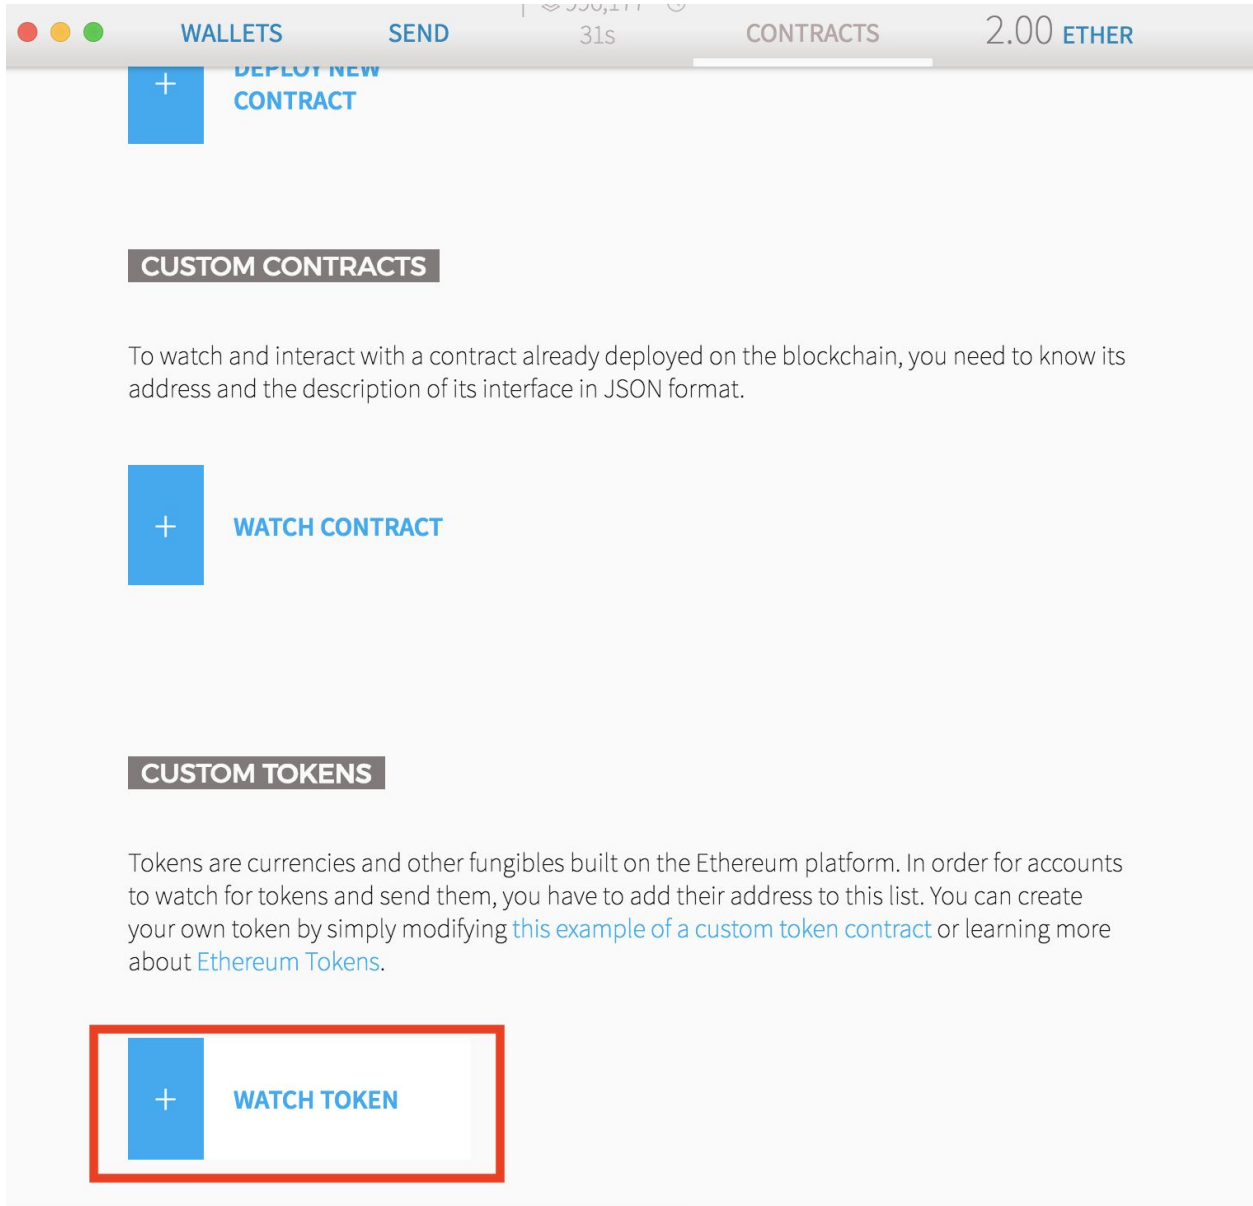 WALLETS
SEND
31s
CONTRACTS
2.00 ETHER
DEPLOY NEW
CONTRACT
CUSTOM CONTRACTS
To watch and interact with a contract already deployed on the blockchain, you need to know its
address and the description of its interface in JSON format.
+ WATCH CONTRACT
CUSTOM TOKENS
Tokens are currencies and other fungibles built on the Ethereum platform. In order for accounts
to watch for tokens and send them, you have to add their address to this list. You can create
your own token by simply modifying this example of a custom token contract or learning more
about Ethereum Tokens.
+ WATCH TOKEN